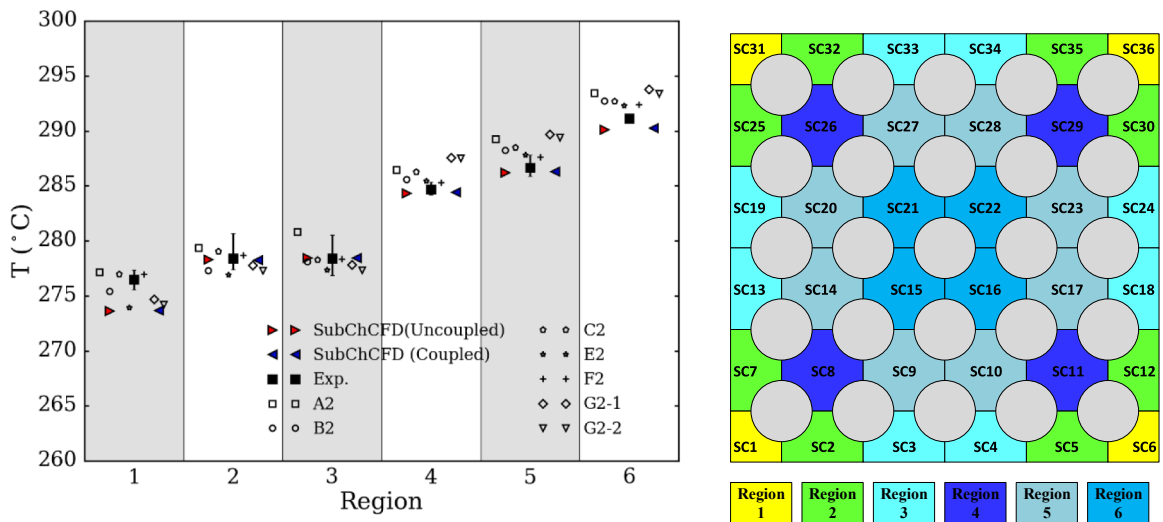 300
295
290
285
280
275
270
265
260
T (°C)
1 2 3 4 5 6
Region
SubChCFD(Uncoupled)
SubChCFD (Coupled)
Exp.
A2
B2
C2
E2
F2
G2-1
G2-2
SC31 SC32 SC33 SC34 SC35 SC36
SC25 SC26 SC27 SC28 SC29 SC30
SC19 SC20 SC21 SC22 SC23 SC24
SC13 SC14 SC15 SC16 SC17 SC18
SC7 SC8 SC9 SC10 SC11 SC12
SC1 SC2 SC3 SC4 SC5 SC6
Region Region Region Region Region Region
1 2 3 4 5 6